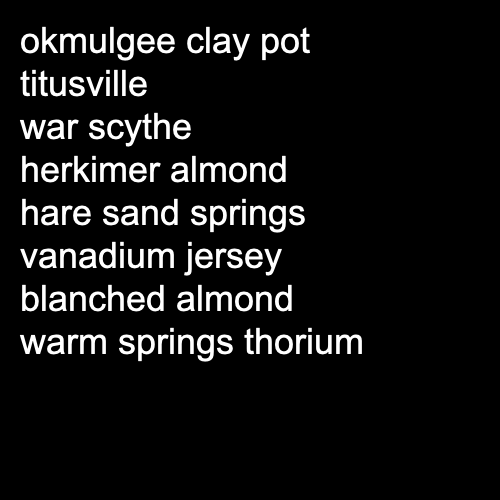 okmulgee clay pot
titusville
war scythe
herkimer almond
hare sand springs
vanadium jersey
blanched almond
warm springs thorium